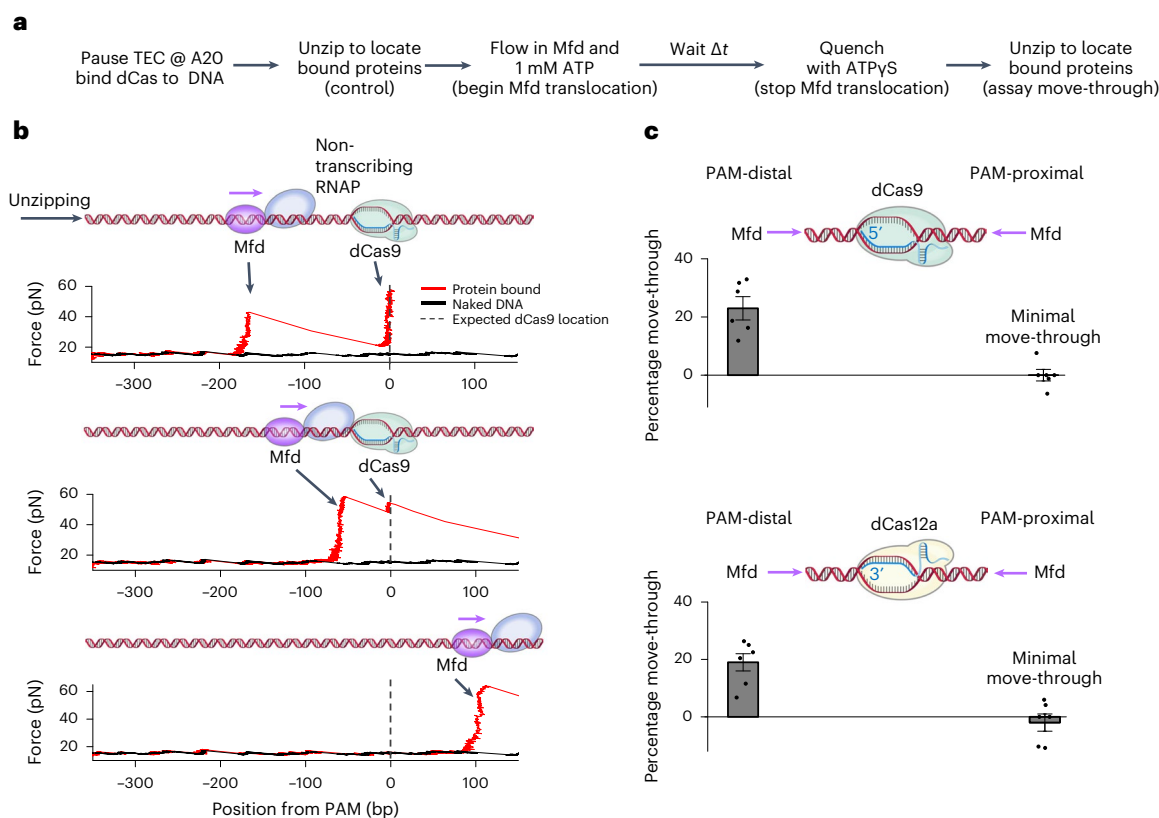 a
Pause TEC @ A20
bind dCas to DNA
Unzip to locate
bound proteins
(control)
Flow in Mfd and
1 mM ATP
(begin Mfd translocation)
Wait Δt
Quench
with ATPγS
(stop Mfd translocation)
Unzip to locate
bound proteins
(assay move-through)
b
Non-
transcribing
RNAP
Unzipping
Mfd
dCas9
Protein bound
Naked DNA
Expected dCas9 location
Force (pN)
60
40
20
−300
−200
−100
0
100
Mfd
dCas9
Force (pN)
60
40
20
−300
−200
−100
0
100
Mfd
Force (pN)
60
40
20
−300
−200
−100
0
100
Position from PAM (bp)
c
PAM-distal
dCas9
PAM-proximal
Mfd
5′
Mfd
Percentage move-through
40
20
0
Minimal
move-through
PAM-distal
dCas12a
PAM-proximal
Mfd
3′
Mfd
Percentage move-through
40
20
0
Minimal
move-through